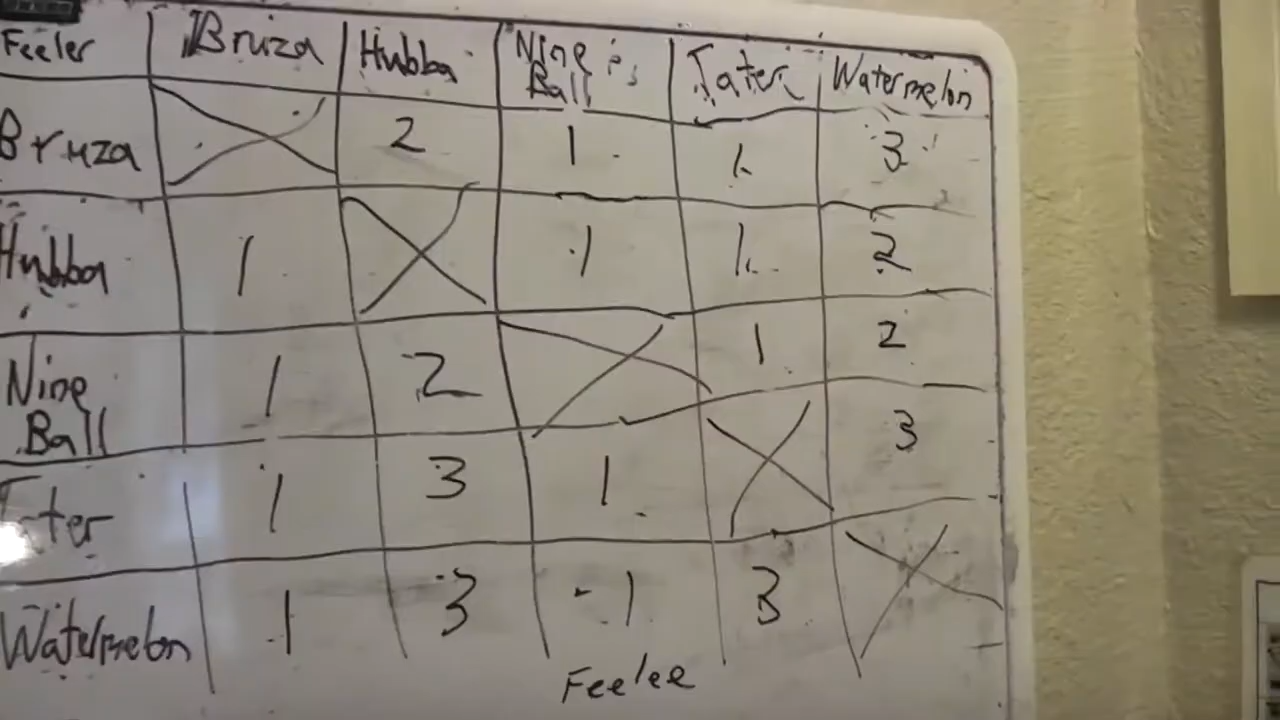 Feeler Bruza Hubba Nine Ball Tater Watermelon
Bruza 2 1 1 3
Hubba 1 1 1 2
Nine Ball 1 2 1 2
Tater 1 3 1 3
Watermelon 1 3 -1 3
Feelee